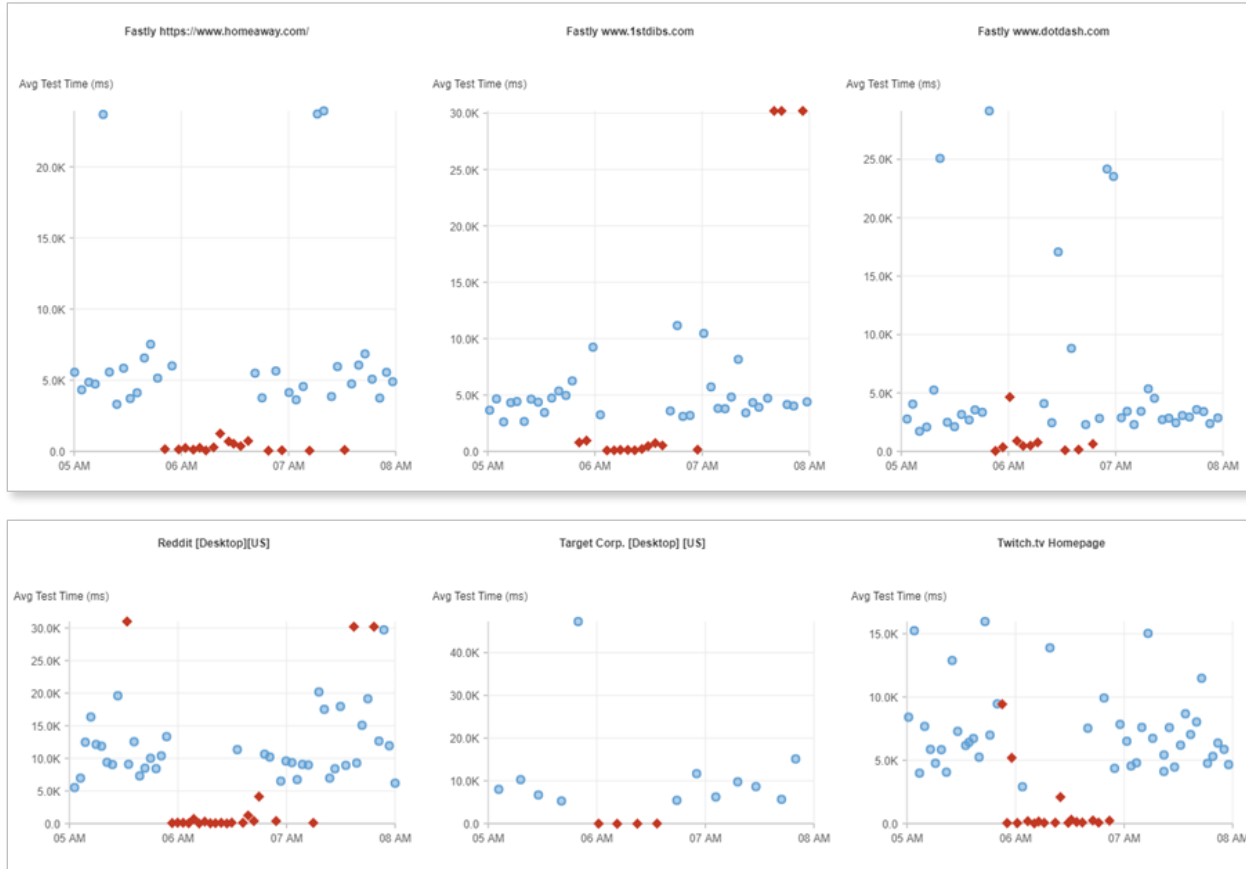 Fastly https://www.homeaway.com/
Avg Test Time (ms)
20.0K
15.0K
10.0K
5.0K
0.0
05 AM 06 AM 07 AM 08 AM
Fastly www.1stdibs.com
Avg Test Time (ms)
30.0K
25.0K
20.0K
15.0K
10.0K
5.0K
0.0
05 AM 06 AM 07 AM 08 AM
Fastly www.dotdash.com
Avg Test Time (ms)
25.0K
20.0K
15.0K
10.0K
5.0K
0.0
05 AM 06 AM 07 AM 08 AM
Reddit [Desktop][US]
Avg Test Time (ms)
30.0K
25.0K
20.0K
15.0K
10.0K
5.0K
0.0
05 AM 06 AM 07 AM 08 AM
Target Corp. [Desktop] [US]
Avg Test Time (ms)
40.0K
30.0K
20.0K
10.0K
0.0
05 AM 06 AM 07 AM 08 AM
Twitch.tv Homepage
Avg Test Time (ms)
15.0K
10.0K
5.0K
0.0
05 AM 06 AM 07 AM 08 AM